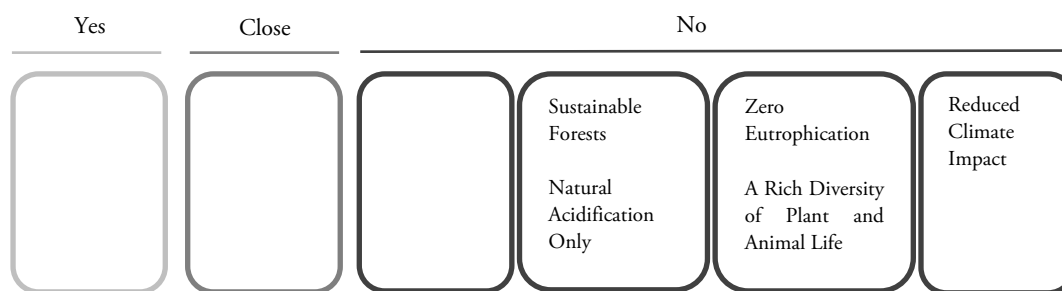 Yes
Close
No
Sustainable
Forests
Natural
Acidification
Only
Zero
Eutrophication
A Rich Diversity
of Plant and
Animal Life
Reduced
Climate
Impact